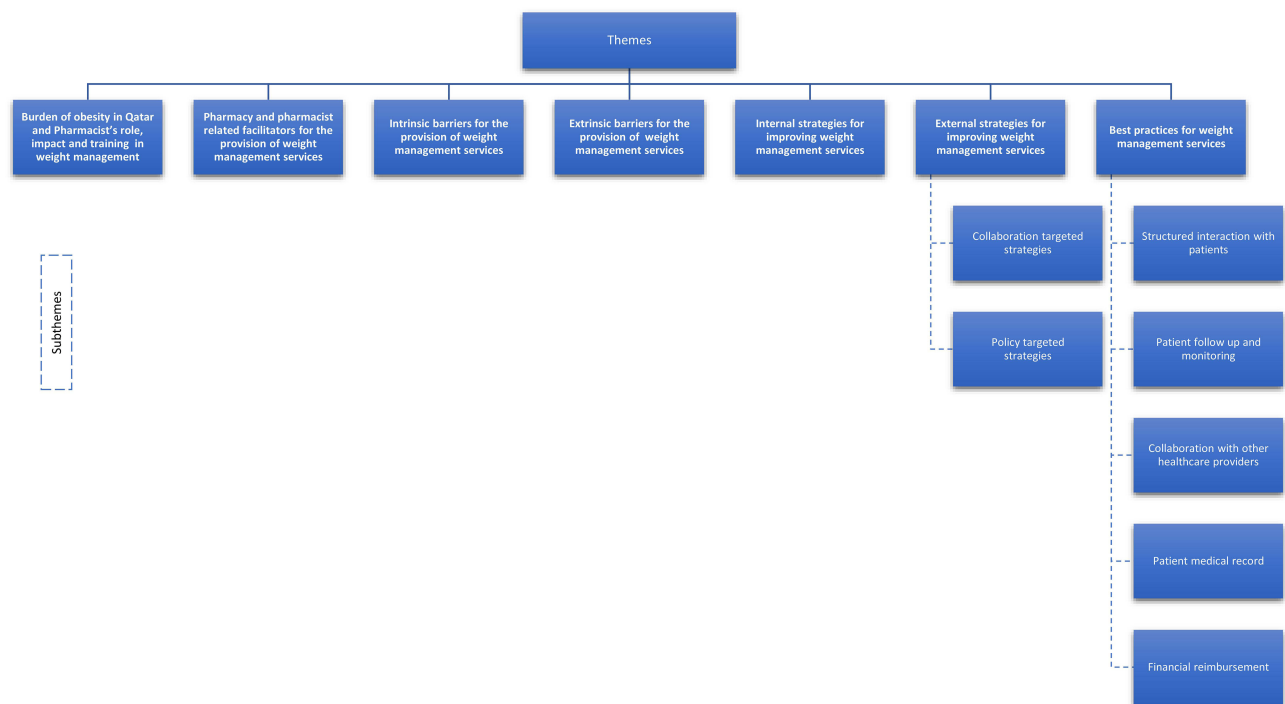 Themes
Burden of obesity in Qatar
and Pharmacist's role,
impact and training in
weight management
Pharmacy and pharmacist
related facilitators for the
provision of weight
management services
Intrinsic barriers for the
provision of weight
management services
Extrinsic barriers for the
provision of weight
management services
Internal strategies for
improving weight
management services
External strategies for
improving weight
management services
Best practices for weight
management services
Subthemes
Collaboration targeted
strategies
Policy targeted
strategies
Structured interaction with
patients
Patient follow up and
monitoring
Collaboration with other
healthcare providers
Patient medical record
Financial reimbursement